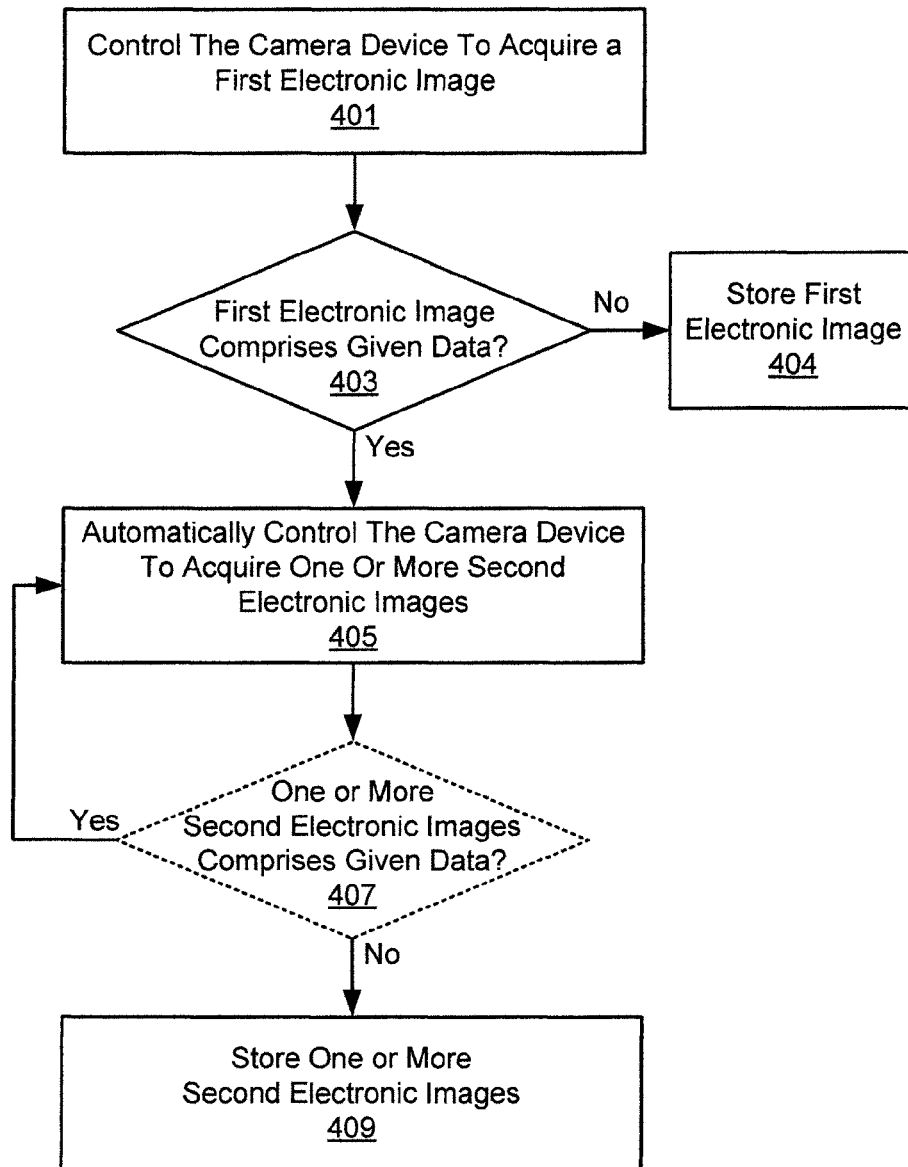 Control The Camera Device To Acquire a
First Electronic Image
401
First Electronic Image
Comprises Given Data?
403
No
Store First
Electronic Image
404
Yes
Automatically Control The Camera Device
To Acquire One Or More Second
Electronic Images
405
One or More
Second Electronic Images
Comprises Given Data?
407
Yes
No
Store One or More
Second Electronic Images
409